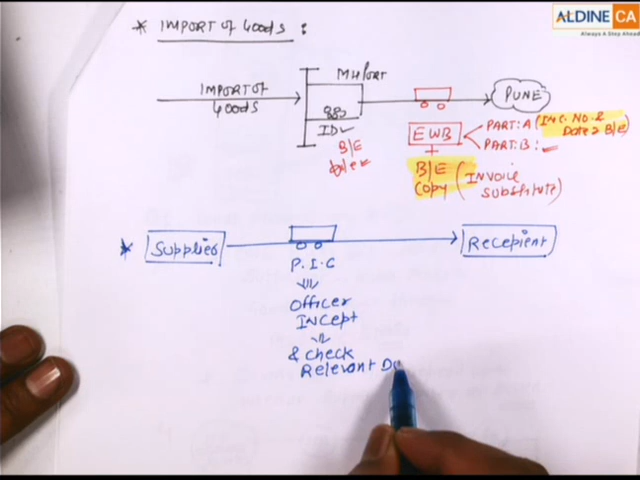 ALDINE CA
Always A Step Ahead
* IMPORT OF GOODS :
MH PORT
IMPORT OF
GOODS
PUNE
IDV
B/E
EWB
PART: A (INC. NO. &
Date > B/E)
PART: B:
+
B/E
COPY
(INVOICE
SUBSTITUTE)
* Supplier
Recepient
P. I. C
Officer
INCEPT
& check
Relevant Do